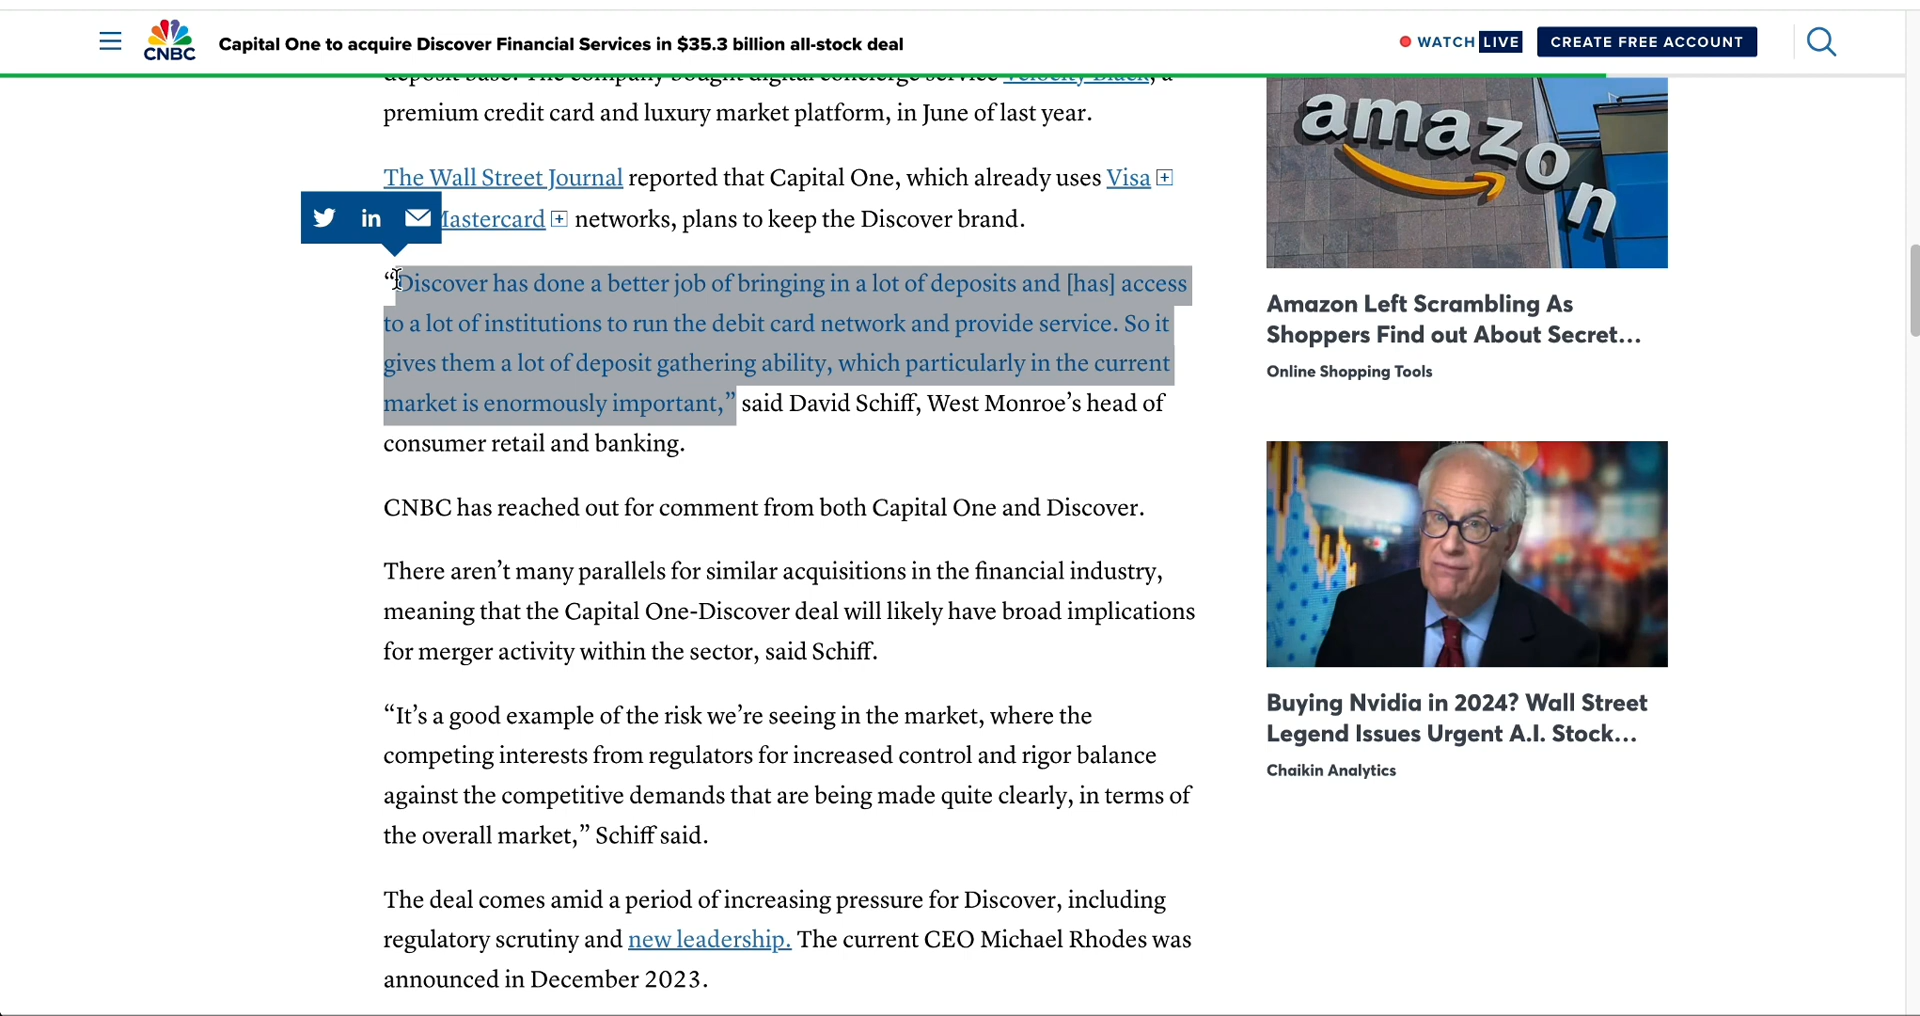 CNBC
Capital One to acquire Discover Financial Services in $35.3 billion all-stock deal
WATCH LIVE
CREATE FREE ACCOUNT
deposit base. The company bought digital concierge service Velocity Black, a
premium credit card and luxury market platform, in June of last year.
The Wall Street Journal reported that Capital One, which already uses Visa
Mastercard networks, plans to keep the Discover brand.
“Discover has done a better job of bringing in a lot of deposits and [has] access
to a lot of institutions to run the debit card network and provide service. So it
gives them a lot of deposit gathering ability, which particularly in the current
market is enormously important,” said David Schiff, West Monroe’s head of
consumer retail and banking.
CNBC has reached out for comment from both Capital One and Discover.
There aren’t many parallels for similar acquisitions in the financial industry,
meaning that the Capital One-Discover deal will likely have broad implications
for merger activity within the sector, said Schiff.
“It’s a good example of the risk we’re seeing in the market, where the
competing interests from regulators for increased control and rigor balance
against the competitive demands that are being made quite clearly, in terms of
the overall market,” Schiff said.
The deal comes amid a period of increasing pressure for Discover, including
regulatory scrutiny and new leadership. The current CEO Michael Rhodes was
announced in December 2023.
amazon
Amazon Left Scrambling As
Shoppers Find out About Secret...
Online Shopping Tools
Buying Nvidia in 2024? Wall Street
Legend Issues Urgent A.I. Stock...
Chaikin Analytics